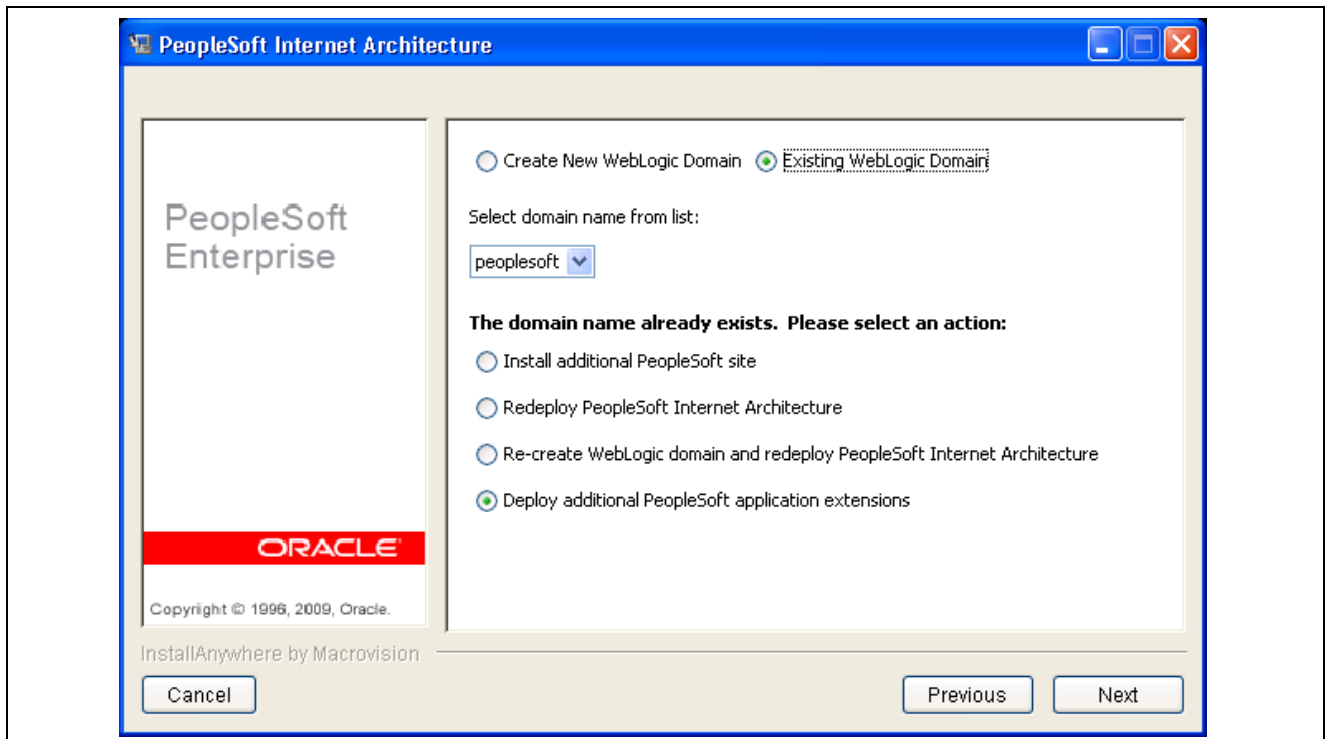 PeopleSoft Internet Architecture
PeopleSoft
Enterprise
ORACLE
Copyright © 1996, 2009, Oracle.
Create New WebLogic Domain Existing WebLogic Domain
Select domain name from list:
peoplesoft
The domain name already exists. Please select an action:
Install additional PeopleSoft site
Redeploy PeopleSoft Internet Architecture
Re-create WebLogic domain and redeploy PeopleSoft Internet Architecture
Deploy additional PeopleSoft application extensions
InstallAnywhere by Macrovision
Cancel Previous Next